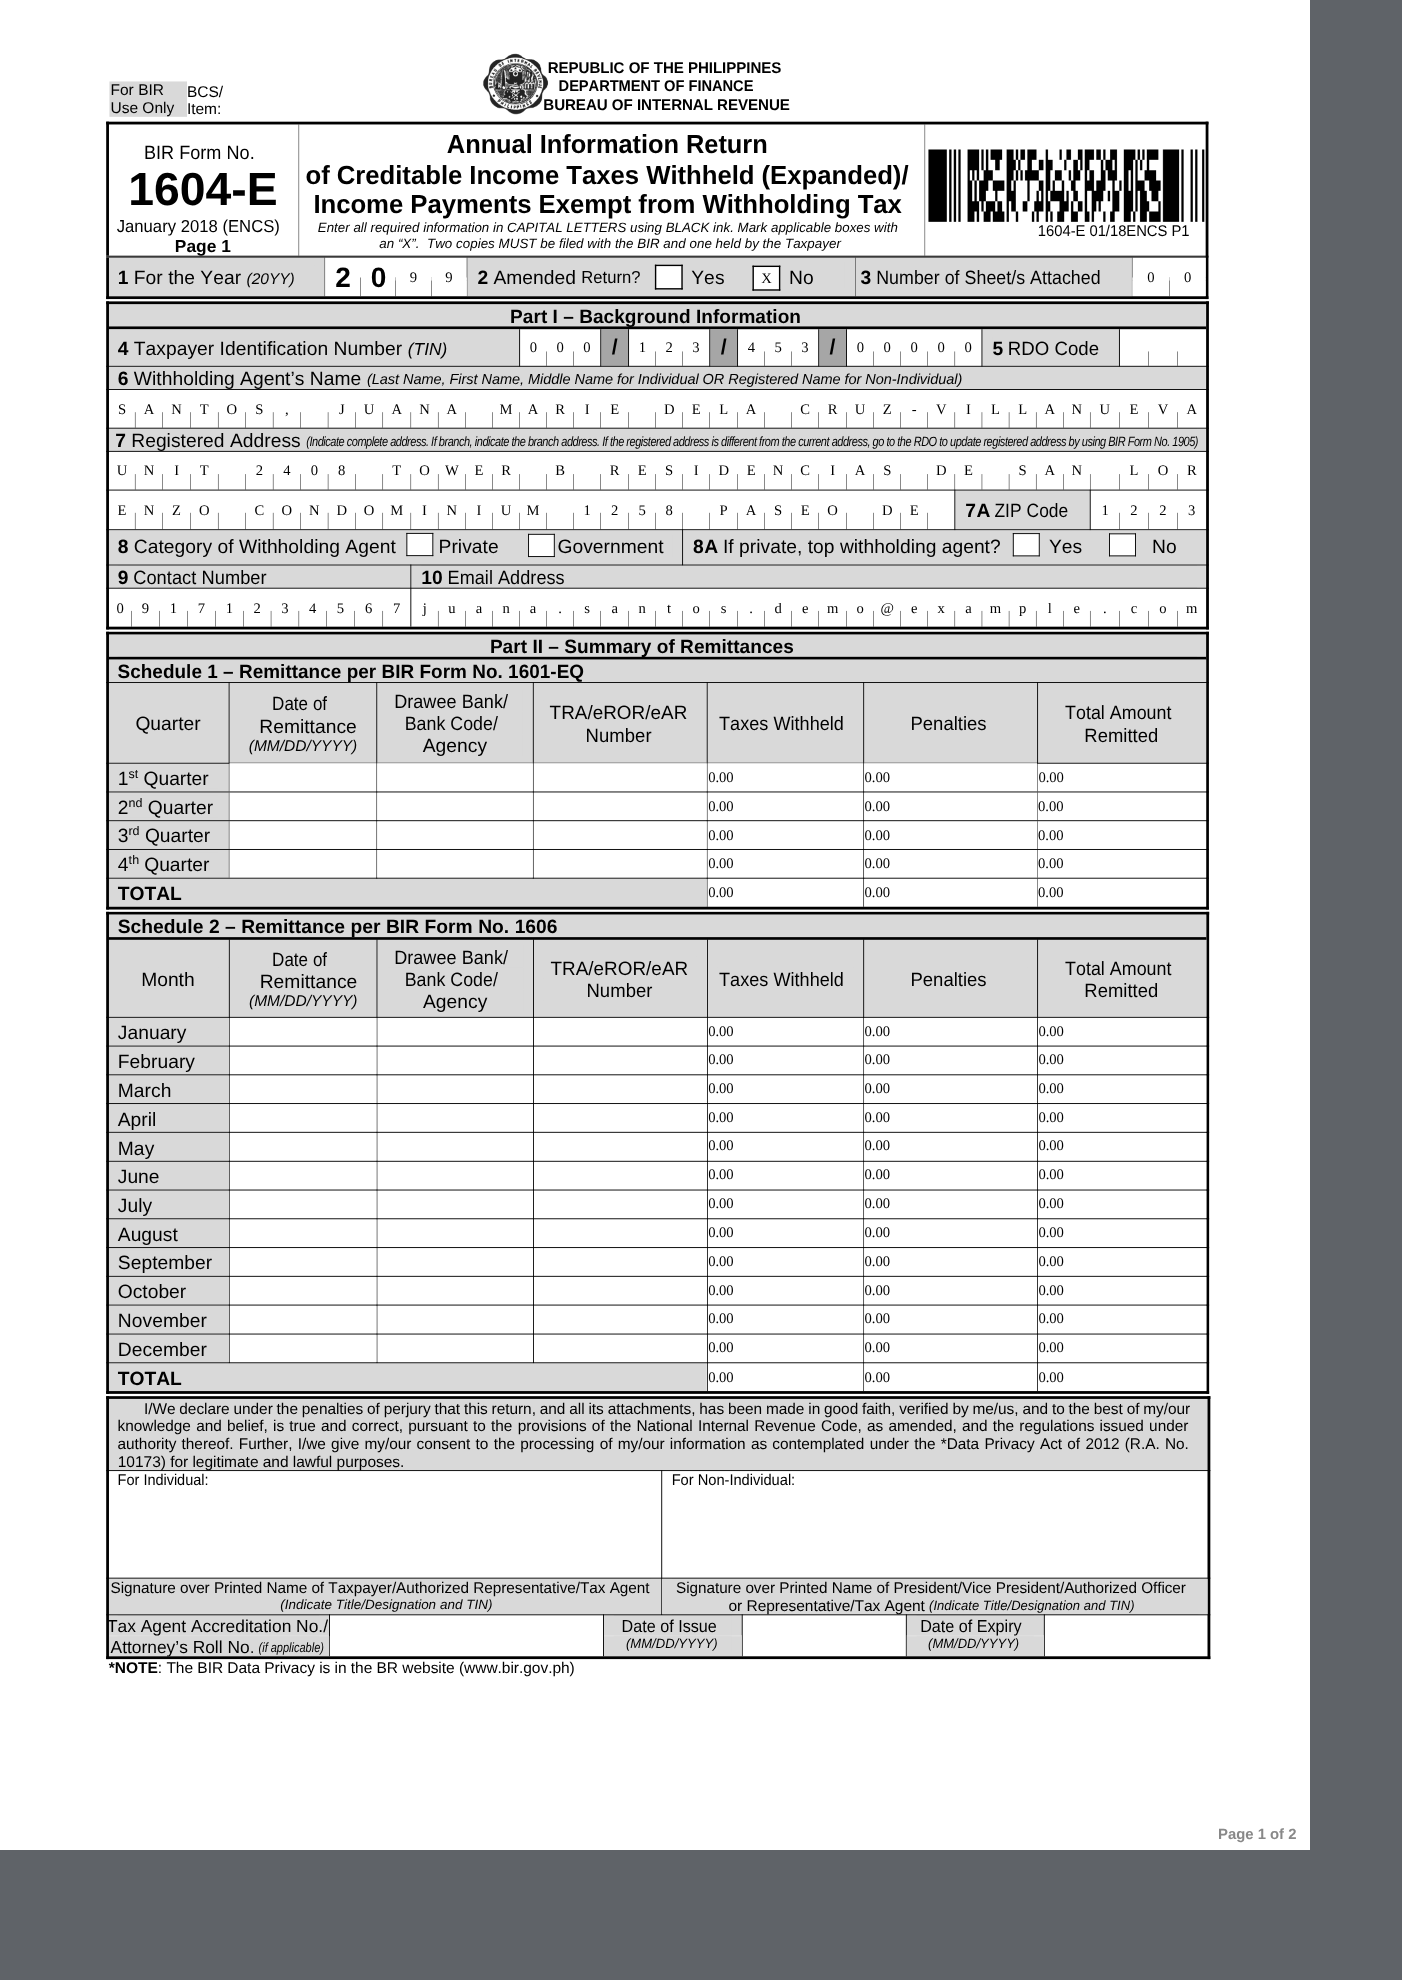 For BIR
Use Only
BCS/
Item:
REPUBLIC OF THE PHILIPPINES
DEPARTMENT OF FINANCE
BUREAU OF INTERNAL REVENUE
BIR Form No.
1604-E
January 2018 (ENCS)
Page 1
Annual Information Return
of Creditable Income Taxes Withheld (Expanded)/
Income Payments Exempt from Withholding Tax
Enter all required information in CAPITAL LETTERS using BLACK ink. Mark applicable boxes with
an “X”. Two copies MUST be filed with the BIR and one held by the Taxpayer
1604-E 01/18ENCS P1
1 For the Year (20YY) 2 0 9 9 2 Amended Return? Yes X No 3 Number of Sheet/s Attached 0 0
Part I – Background Information
4 Taxpayer Identification Number (TIN) 0 0 0 / 1 2 3 / 4 5 3 / 0 0 0 0 0 5 RDO Code
6 Withholding Agent’s Name (Last Name, First Name, Middle Name for Individual OR Registered Name for Non-Individual)
SANTOS, JUANA MARIE DELA CRUZ-VILLANUEVA
7 Registered Address (Indicate complete address. If branch, indicate the branch address. If the registered address is different from the current address, go to the RDO to update registered address by using BIR Form No. 1905)
UNIT 2408 TOWER B RESIDENCIAS DE SAN LOR
ENZO CONDOMINIUM 1258 PASEO DE 7A ZIP Code 1 2 2 3
8 Category of Withholding Agent Private Government 8A If private, top withholding agent? Yes No
9 Contact Number 10 Email Address
09171234567 juana.santos.demo@example.com
Part II – Summary of Remittances
Schedule 1 – Remittance per BIR Form No. 1601-EQ
Quarter
Date of
Remittance
(MM/DD/YYYY)
Drawee Bank/
Bank Code/
Agency
TRA/eROR/eAR
Number
Taxes Withheld
Penalties
Total Amount
Remitted
1st Quarter 0.00 0.00 0.00
2nd Quarter 0.00 0.00 0.00
3rd Quarter 0.00 0.00 0.00
4th Quarter 0.00 0.00 0.00
TOTAL 0.00 0.00 0.00
Schedule 2 – Remittance per BIR Form No. 1606
Month
Date of
Remittance
(MM/DD/YYYY)
Drawee Bank/
Bank Code/
Agency
TRA/eROR/eAR
Number
Taxes Withheld
Penalties
Total Amount
Remitted
January 0.00 0.00 0.00
February 0.00 0.00 0.00
March 0.00 0.00 0.00
April 0.00 0.00 0.00
May 0.00 0.00 0.00
June 0.00 0.00 0.00
July 0.00 0.00 0.00
August 0.00 0.00 0.00
September 0.00 0.00 0.00
October 0.00 0.00 0.00
November 0.00 0.00 0.00
December 0.00 0.00 0.00
TOTAL 0.00 0.00 0.00
I/We declare under the penalties of perjury that this return, and all its attachments, has been made in good faith, verified by me/us, and to the best of my/our
knowledge and belief, is true and correct, pursuant to the provisions of the National Internal Revenue Code, as amended, and the regulations issued under
authority thereof. Further, I/we give my/our consent to the processing of my/our information as contemplated under the *Data Privacy Act of 2012 (R.A. No.
10173) for legitimate and lawful purposes.
For Individual:
For Non-Individual:
Signature over Printed Name of Taxpayer/Authorized Representative/Tax Agent
(Indicate Title/Designation and TIN)
Signature over Printed Name of President/Vice President/Authorized Officer
or Representative/Tax Agent (Indicate Title/Designation and TIN)
Tax Agent Accreditation No./
Attorney’s Roll No. (if applicable)
Date of Issue
(MM/DD/YYYY)
Date of Expiry
(MM/DD/YYYY)
*NOTE: The BIR Data Privacy is in the BR website (www.bir.gov.ph)
Page 1 of 2